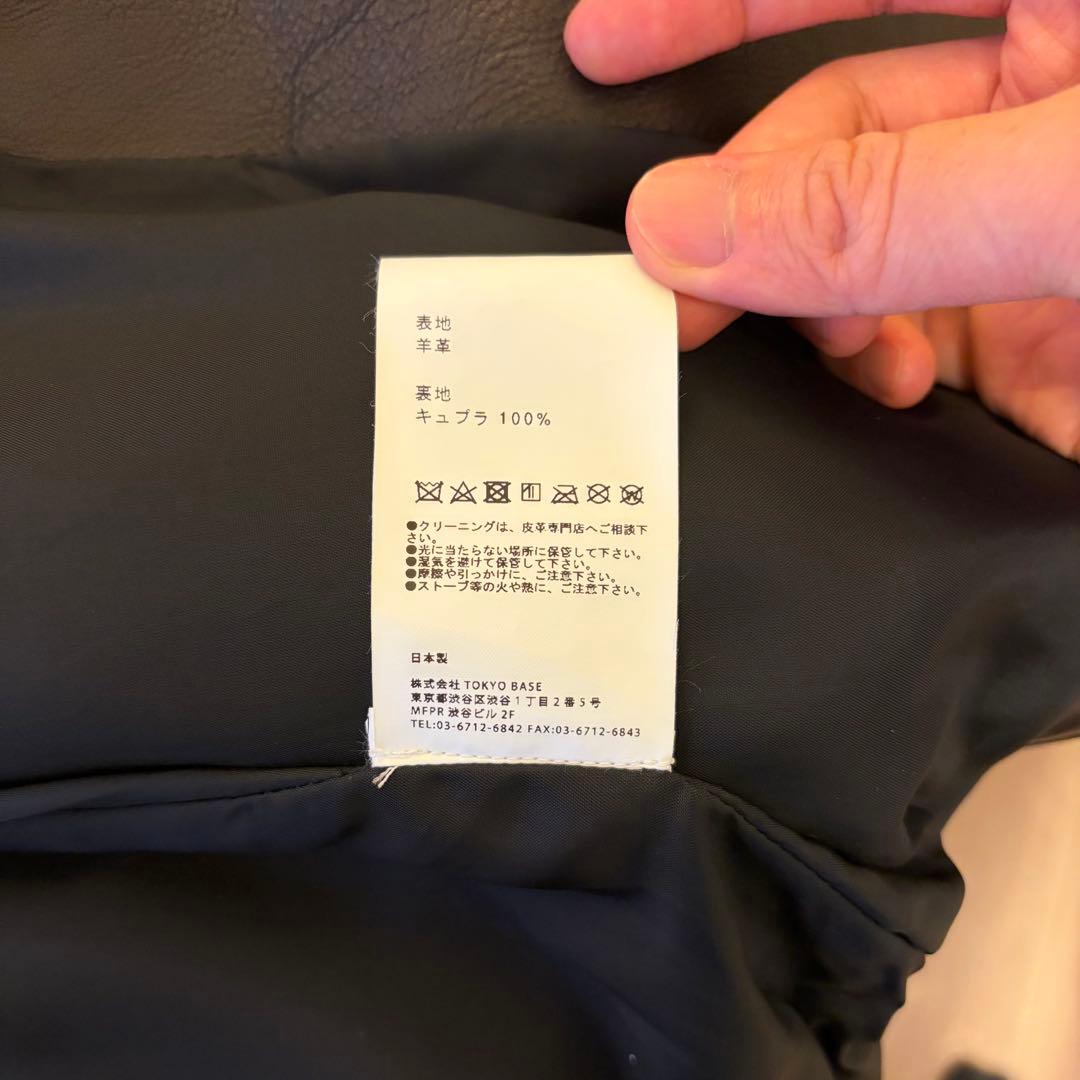 表地
羊革
裏地
キュプラ 100%
●クリーニングは、皮革専門店へご相談下
さい。
●光に当たらない場所に保管して下さい。
●湿気を避けて保管して下さい。
●摩擦や引っかけに、ご注意下さい。
●ストーブ等の火や熱に、ご注意下さい。
日本製
株式会社 TOKYO BASE
東京都渋谷区渋谷1丁目2番5号
MFPR 渋谷ビル 2F
TEL:03-6712-6842 FAX:03-6712-6843